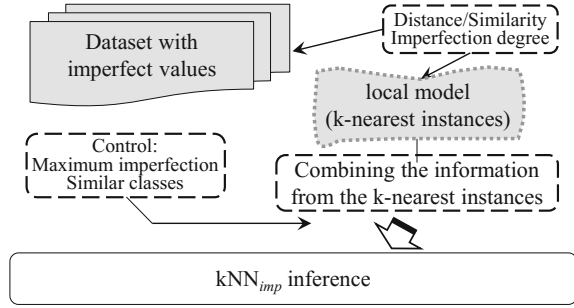 Dataset with
imperfect values
Distance/Similarity
Imperfection degree
local model
(k-nearest instances)
Control:
Maximum imperfection
Similar classes
Combining the information
from the k-nearest instances
kNNimp inference